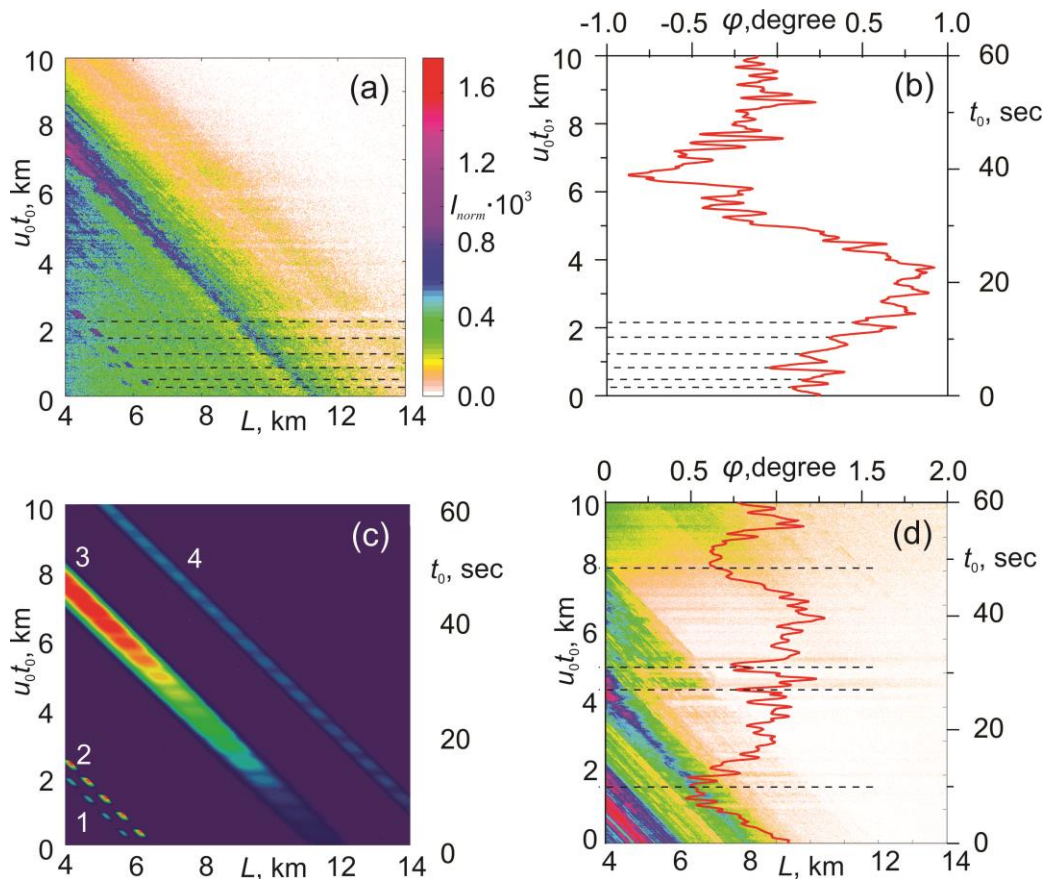 -1.0 -0.5 φ,degree 0.5 1.0
10 8 6 4 2 0
u₀t₀, km
(a)
4 6 8 10 12 14
L, km
1.6 1.2 0.8 0.4 0.0
I_norm·10³
10 8 6 4 2 0
u₀t₀, km
(b)
60 40 20 0
t₀, sec
10 8 6 4 2 0
u₀t₀, km
(c)
3
4
2
1
4 6 8 10 12 14
L, km
60 40 20 0
t₀, sec
0 0.5 φ,degree 1.5 2.0
10 8 6 4 2 0
u₀t₀, km
(d)
60 40 20 0
t₀, sec
4 6 8 10 12 14
L, km